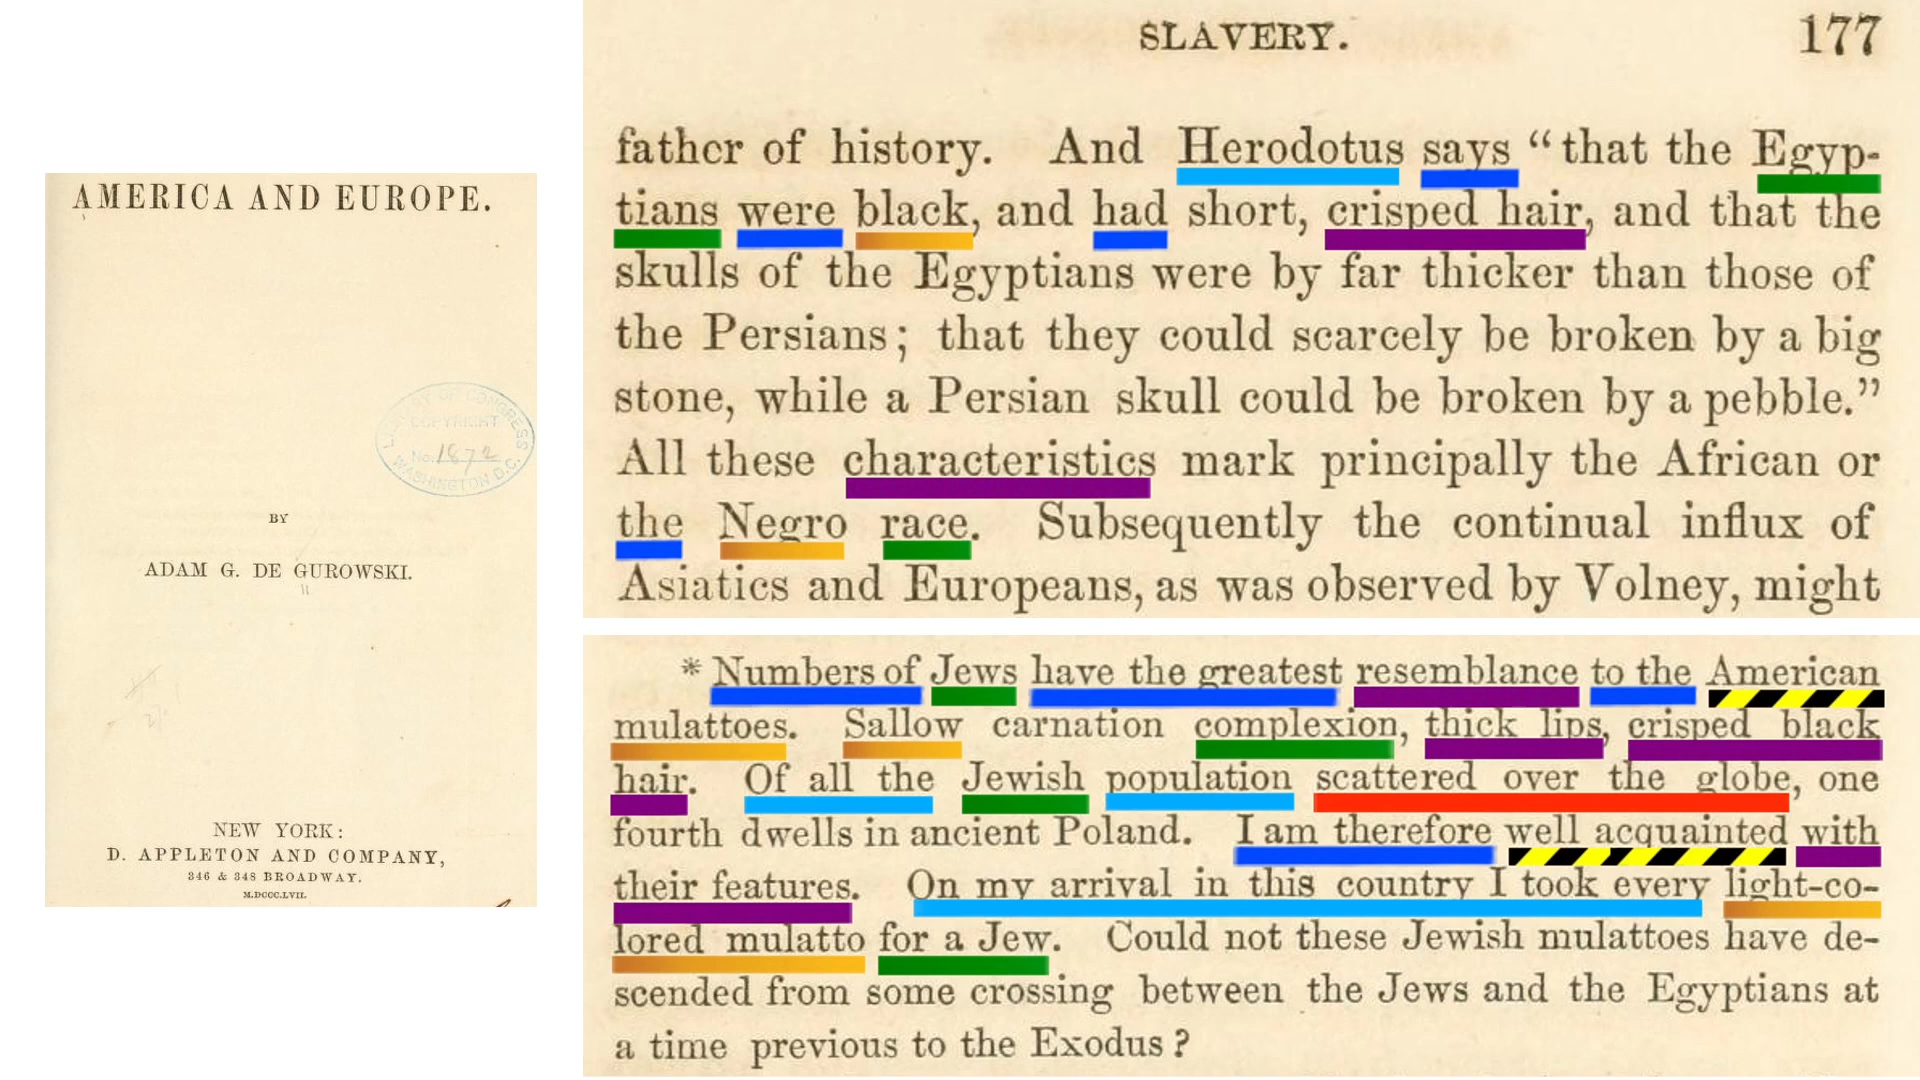 AMERICA AND EUROPE.
LIBRARY OF CONGRESS
COPYRIGHT
No. 1872
WASHINGTON D.C.
BY
ADAM G. DE GUROWSKI.
NEW YORK:
D. APPLETON AND COMPANY,
346 & 348 BROADWAY.
M.DCCC.LVII.
SLAVERY. 177
father of history. And Herodotus says “that the Egyp-
tians were black, and had short, crisped hair, and that the
skulls of the Egyptians were by far thicker than those of
the Persians; that they could scarcely be broken by a big
stone, while a Persian skull could be broken by a pebble.”
All these characteristics mark principally the African or
the Negro race. Subsequently the continual influx of
Asiatics and Europeans, as was observed by Volney, might
* Numbers of Jews have the greatest resemblance to the American
mulattoes. Sallow carnation complexion, thick lips, crisped black
hair. Of all the Jewish population scattered over the globe, one
fourth dwells in ancient Poland. I am therefore well acquainted with
their features. On my arrival in this country I took every light-co-
lored mulatto for a Jew. Could not these Jewish mulattoes have de-
scended from some crossing between the Jews and the Egyptians at
a time previous to the Exodus?